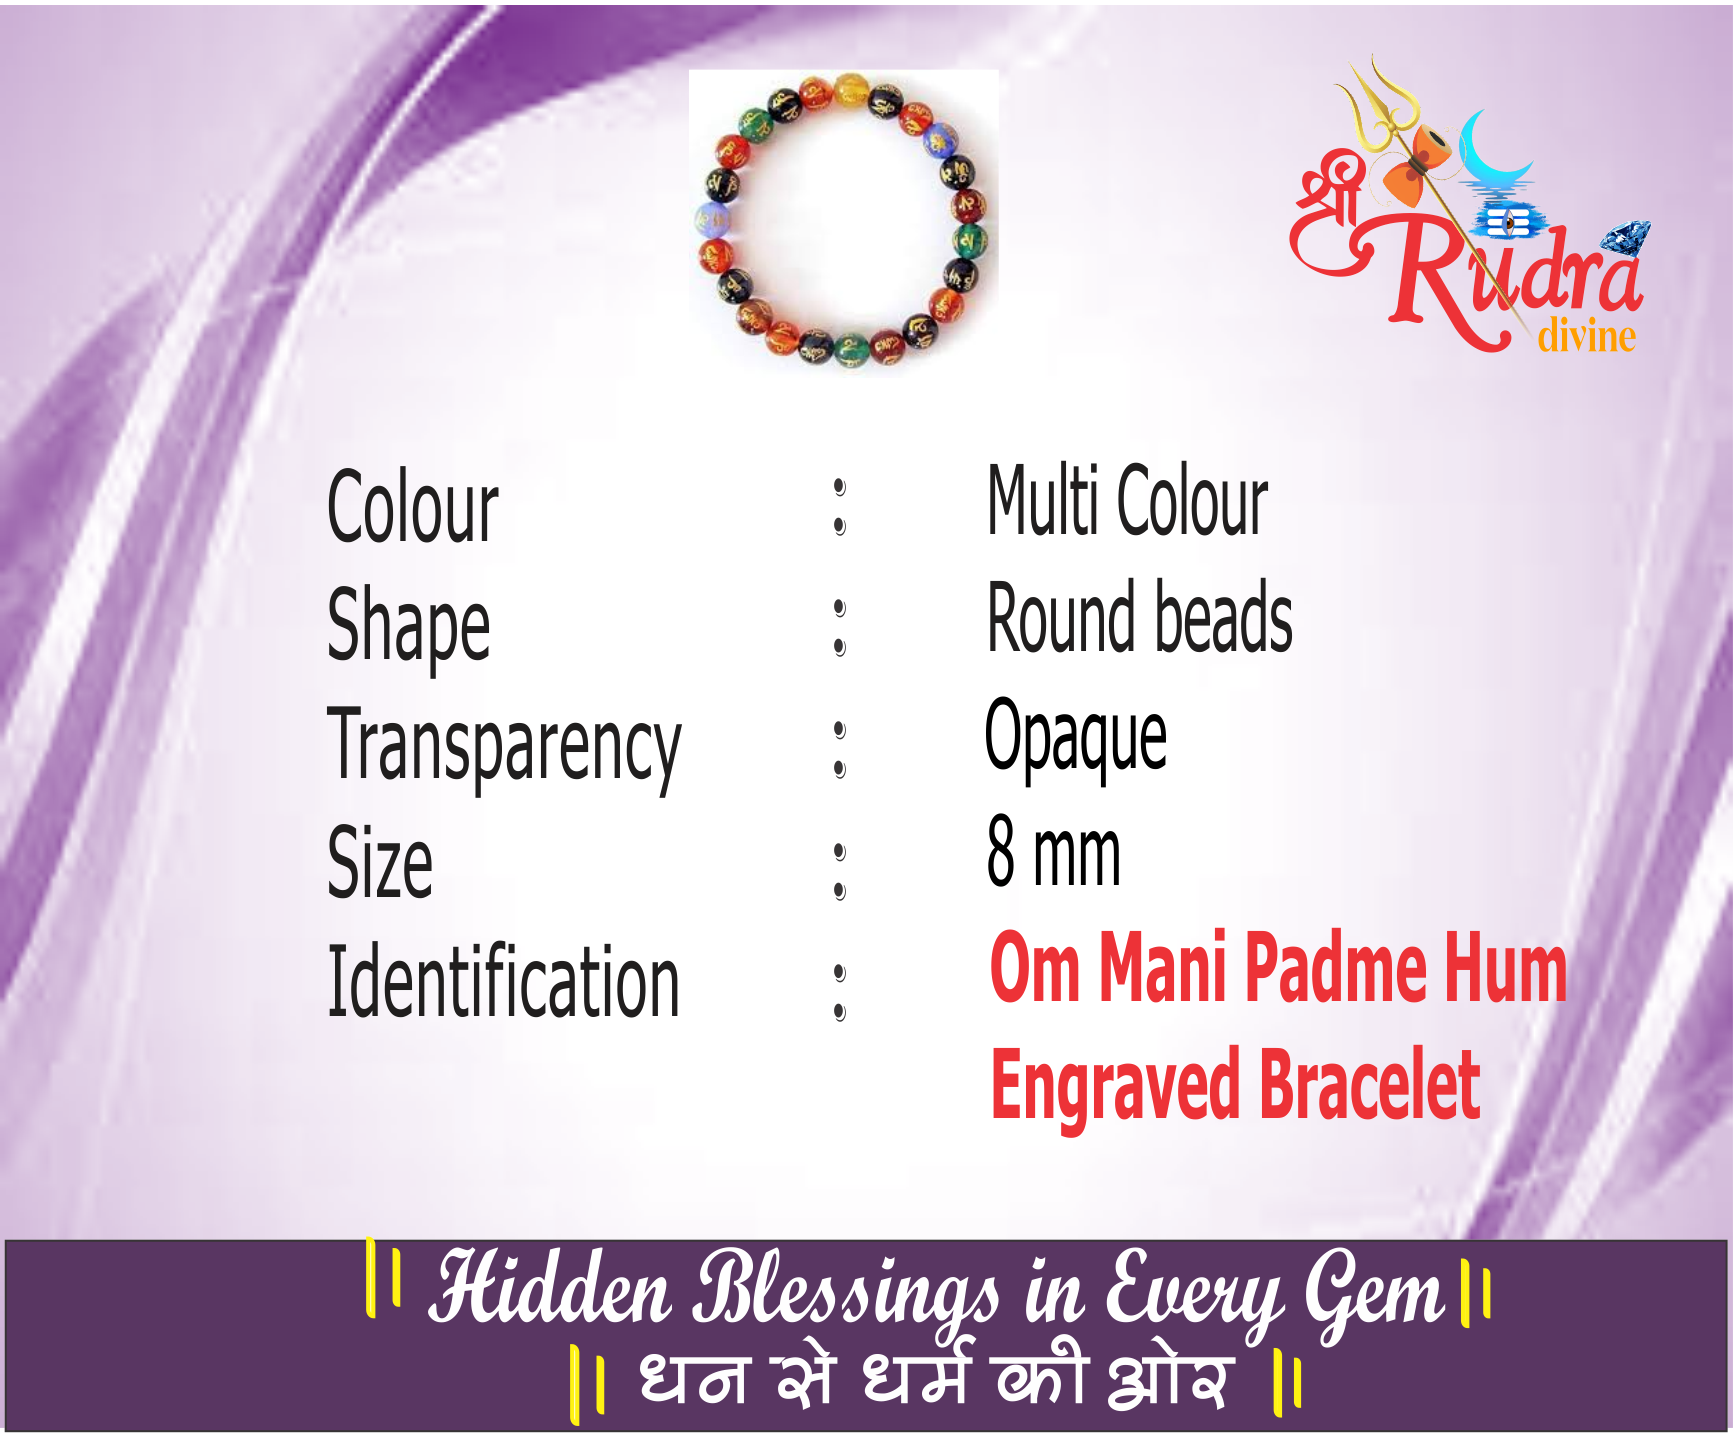 श्री
Rudra
divine
Colour : Multi Colour
Shape : Round beads
Transparency : Opaque
Size : 8 mm
Identification : Om Mani Padme Hum
Engraved Bracelet
|| Hidden Blessings in Every Gem ||
|| धन से धर्म की ओर ||